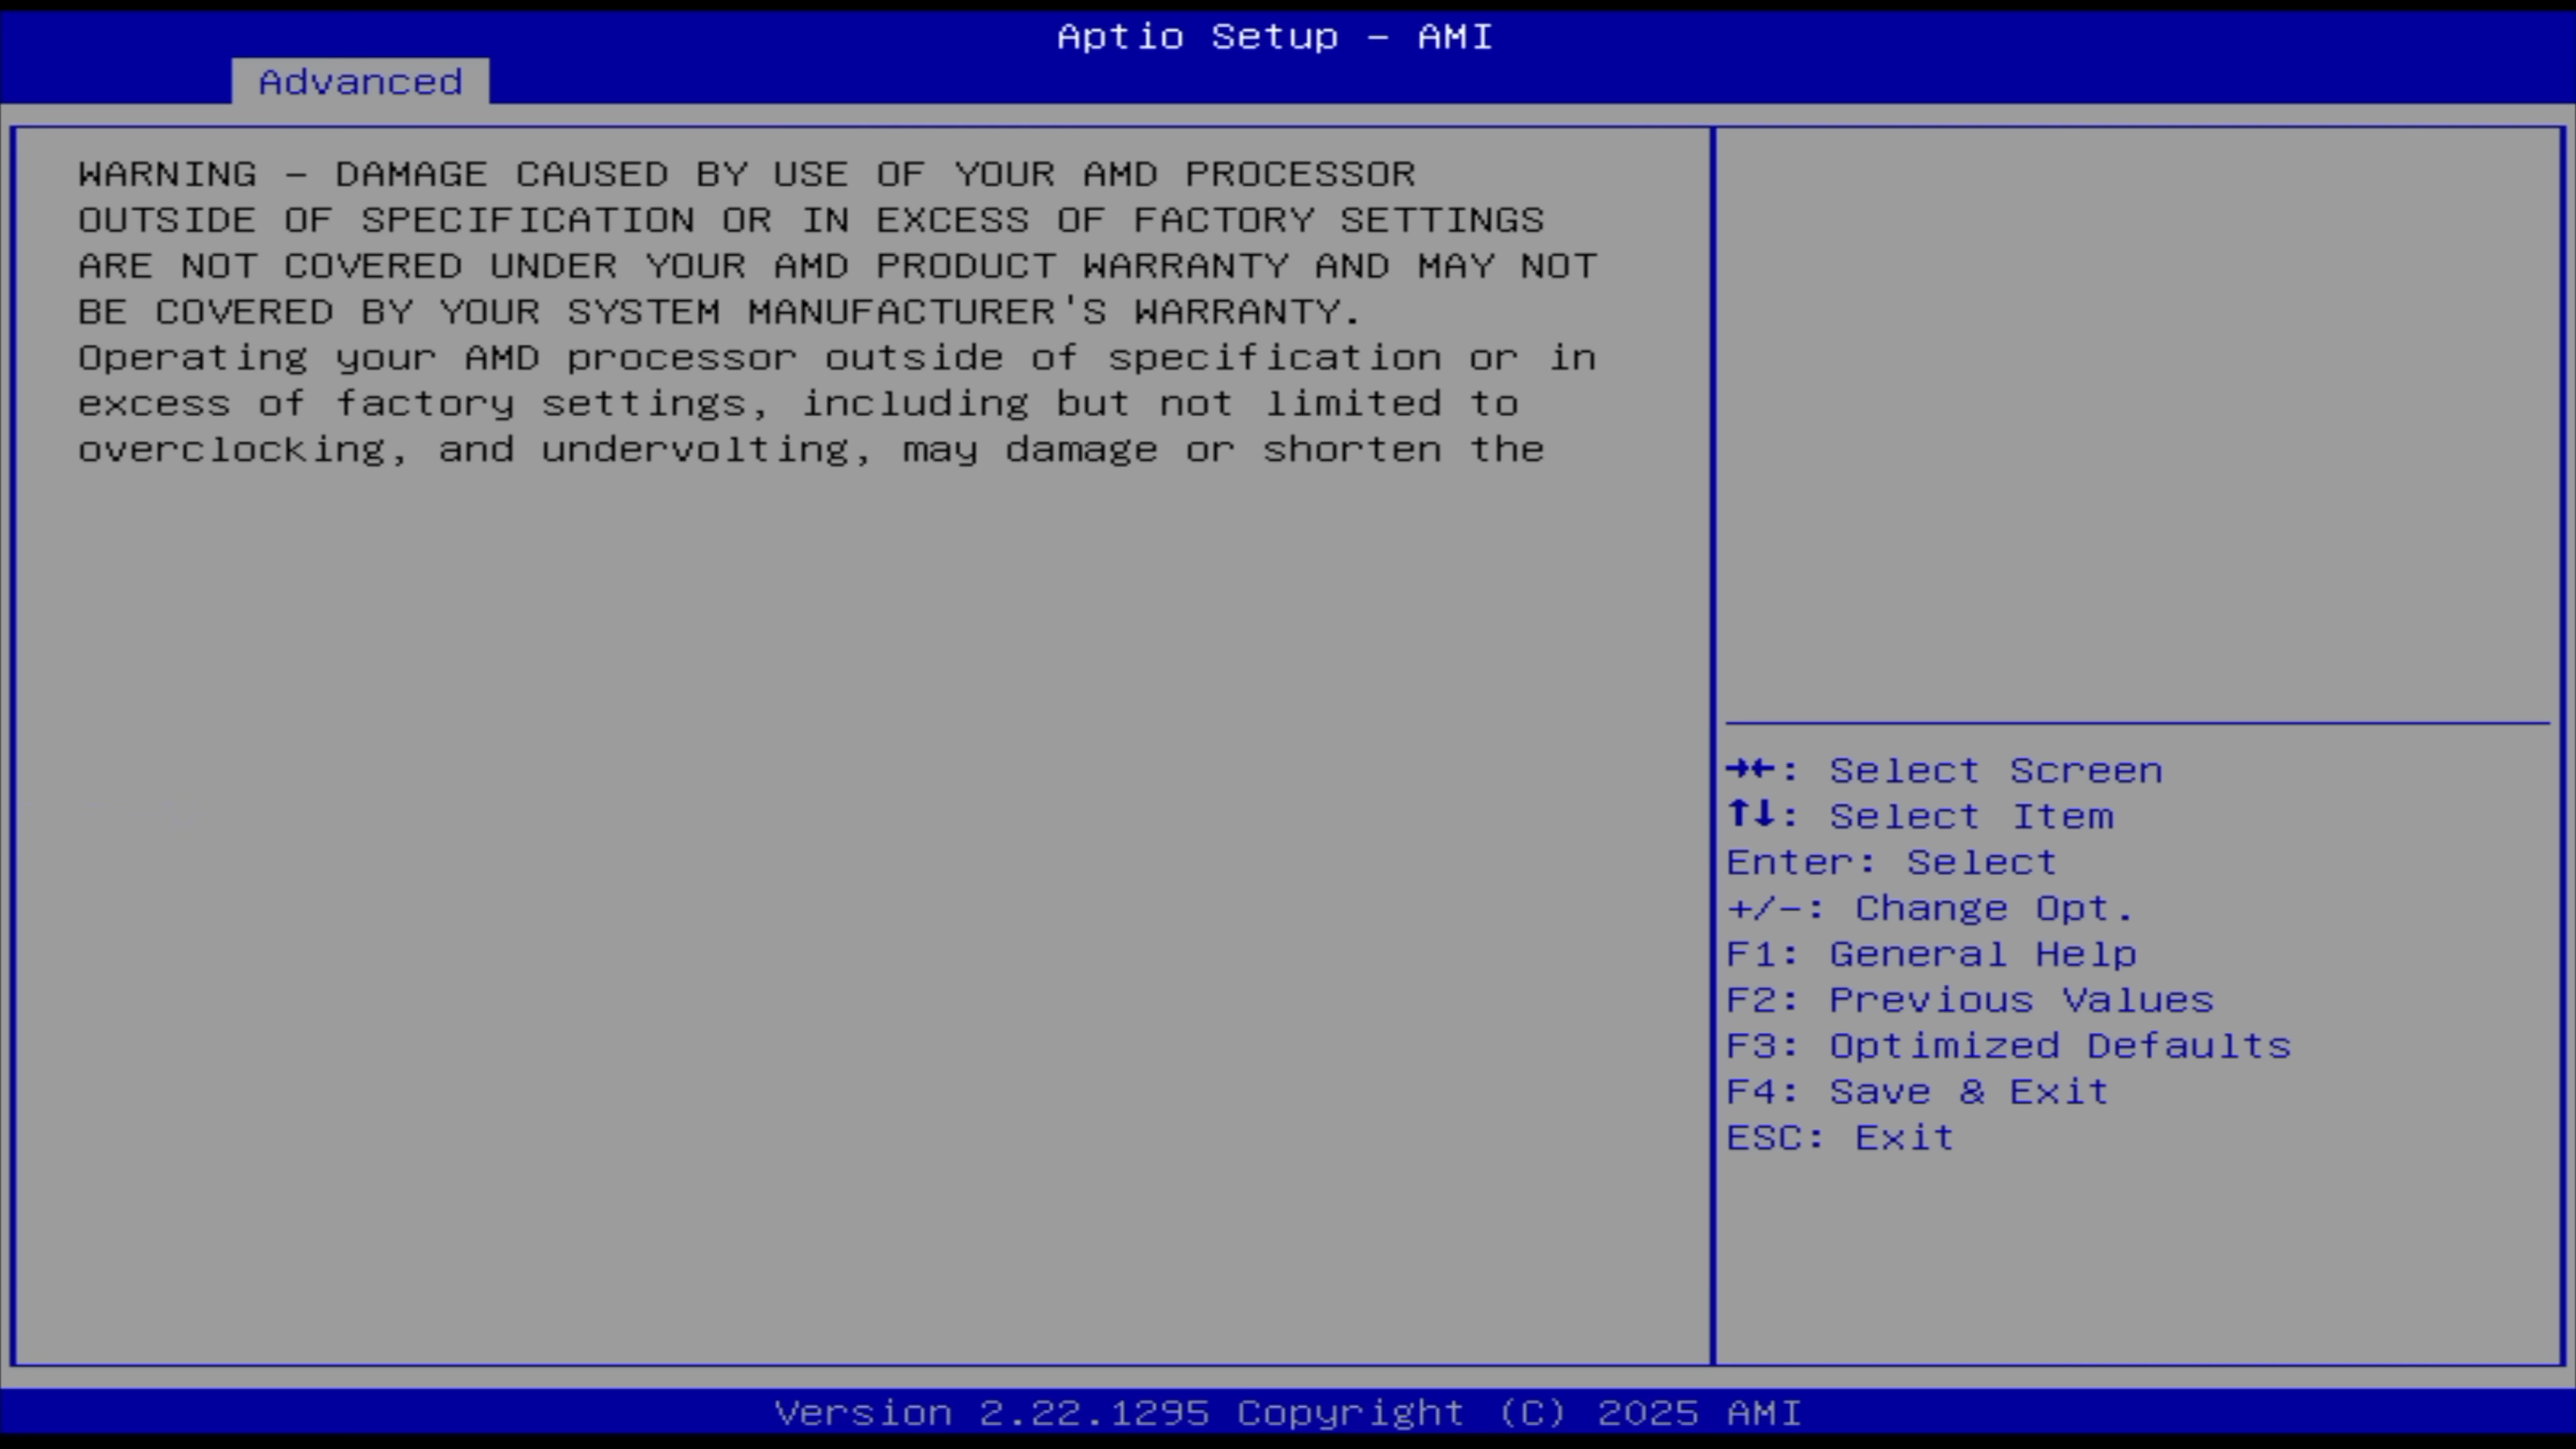 Aptio Setup – AMI
Advanced
WARNING – DAMAGE CAUSED BY USE OF YOUR AMD PROCESSOR
OUTSIDE OF SPECIFICATION OR IN EXCESS OF FACTORY SETTINGS
ARE NOT COVERED UNDER YOUR AMD PRODUCT WARRANTY AND MAY NOT
BE COVERED BY YOUR SYSTEM MANUFACTURER'S WARRANTY.
Operating your AMD processor outside of specification or in
excess of factory settings, including but not limited to
overclocking, and undervolting, may damage or shorten the
→←: Select Screen
↑↓: Select Item
Enter: Select
+/-: Change Opt.
F1: General Help
F2: Previous Values
F3: Optimized Defaults
F4: Save & Exit
ESC: Exit
Version 2.22.1295 Copyright (C) 2025 AMI